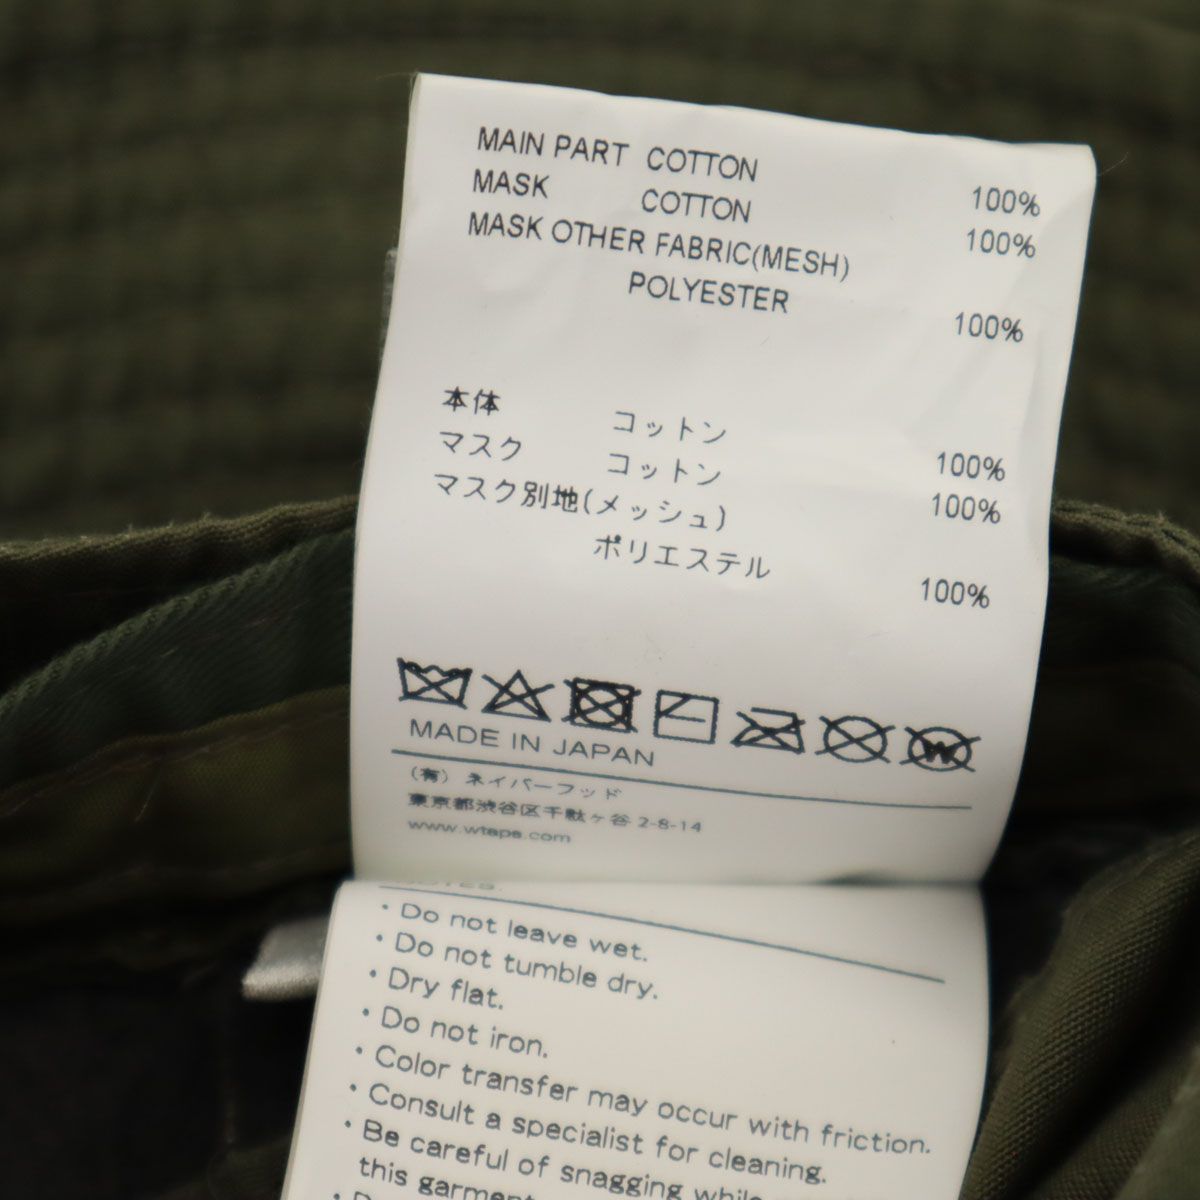 MAIN PART COTTON 100%
MASK COTTON 100%
MASK OTHER FABRIC(MESH)
POLYESTER 100%
本体 コットン 100%
マスク コットン 100%
マスク別地(メッシュ)
ポリエステル 100%
W
MADE IN JAPAN
(有) ネイバーフッド
東京都渋谷区千駄ヶ谷 2-8-14
www.wtaps.com
NOTES:
・Do not leave wet.
・Do not tumble dry.
・Dry flat.
・Do not iron.
・Color transfer may occur with friction.
・Consult a specialist for cleaning.
・Be careful of snagging while
this garment